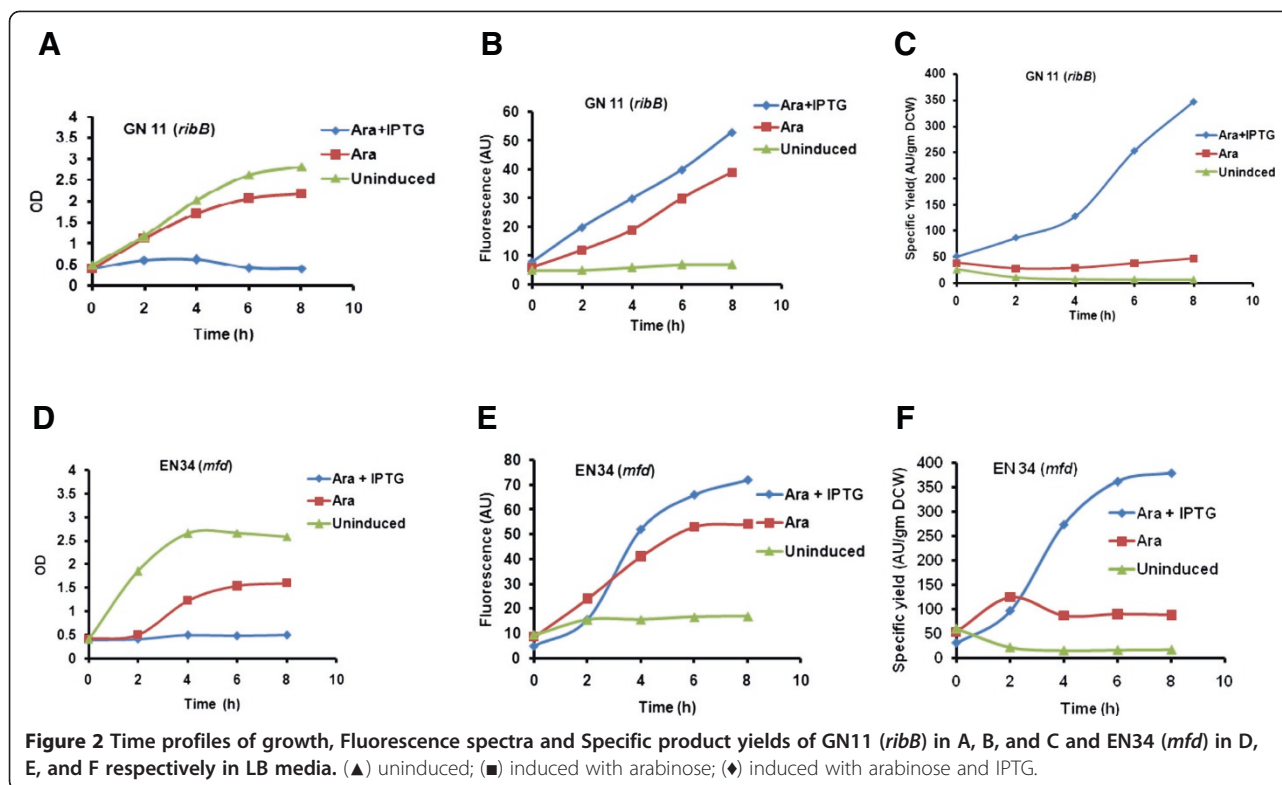 A
GN 11 (ribB)
OD
4
3.5
3
2.5
2
1.5
1
0.5
0
0 2 4 6 8 10
Time (h)
Ara+IPTG
Ara
Uninduced
B
GN 11 (ribB)
Fluorescence (AU)
60
50
40
30
20
10
0
0 2 4 6 8 10
Time (h)
Ara+IPTG
Ara
Uninduced
C
GN 11 (ribB)
Specific Yield( AU/gm DCW)
400
350
300
250
200
150
100
50
0
0 2 4 6 8 10
Time (h)
Ara+IPTG
Ara
Unindced
D
EN34 (mfd)
OD
4
3.5
3
2.5
2
1.5
1
0.5
0
0 2 4 6 8 10
Time (h)
Ara + IPTG
Ara
Uninduced
E
EN34 (mfd)
Fluorescence (AU)
80
70
60
50
40
30
20
10
0
0 2 4 6 8 10
Time (h)
Ara + IPTG
Ara
Uninduced
F
EN 34 (mfd)
Specific yield (AU/gm DCW)
400
350
300
250
200
150
100
50
0
0 2 4 6 8 10
Time (h)
Ara + IPTG
Ara
Uninduced
Figure 2 Time profiles of growth, Fluorescence spectra and Specific product yields of GN11 (ribB) in A, B, and C and EN34 (mfd) in D,
E, and F respectively in LB media. (▲) uninduced; (■) induced with arabinose; (♦) induced with arabinose and IPTG.